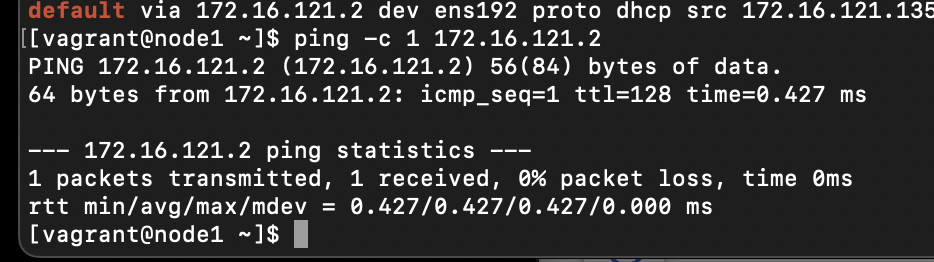 default via 172.16.121.2 dev ens192 proto dhcp src 172.16.121.135
[[vagrant@node1 ~]$ ping -c 1 172.16.121.2
PING 172.16.121.2 (172.16.121.2) 56(84) bytes of data.
64 bytes from 172.16.121.2: icmp_seq=1 ttl=128 time=0.427 ms

--- 172.16.121.2 ping statistics ---
1 packets transmitted, 1 received, 0% packet loss, time 0ms
rtt min/avg/max/mdev = 0.427/0.427/0.427/0.000 ms
[vagrant@node1 ~]$